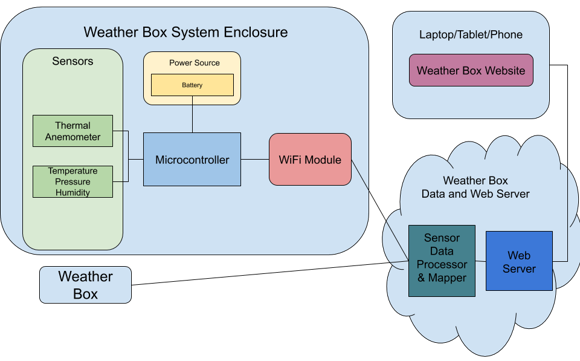 Weather Box System Enclosure
Sensors
Power Source
Battery
Thermal
Anemometer
Temperature
Pressure
Humidity
Microcontroller
WiFi Module
Laptop/Tablet/Phone
Weather Box Website
Weather Box
Data and Web Server
Sensor
Data
Processor
& Mapper
Web
Server
Weather
Box